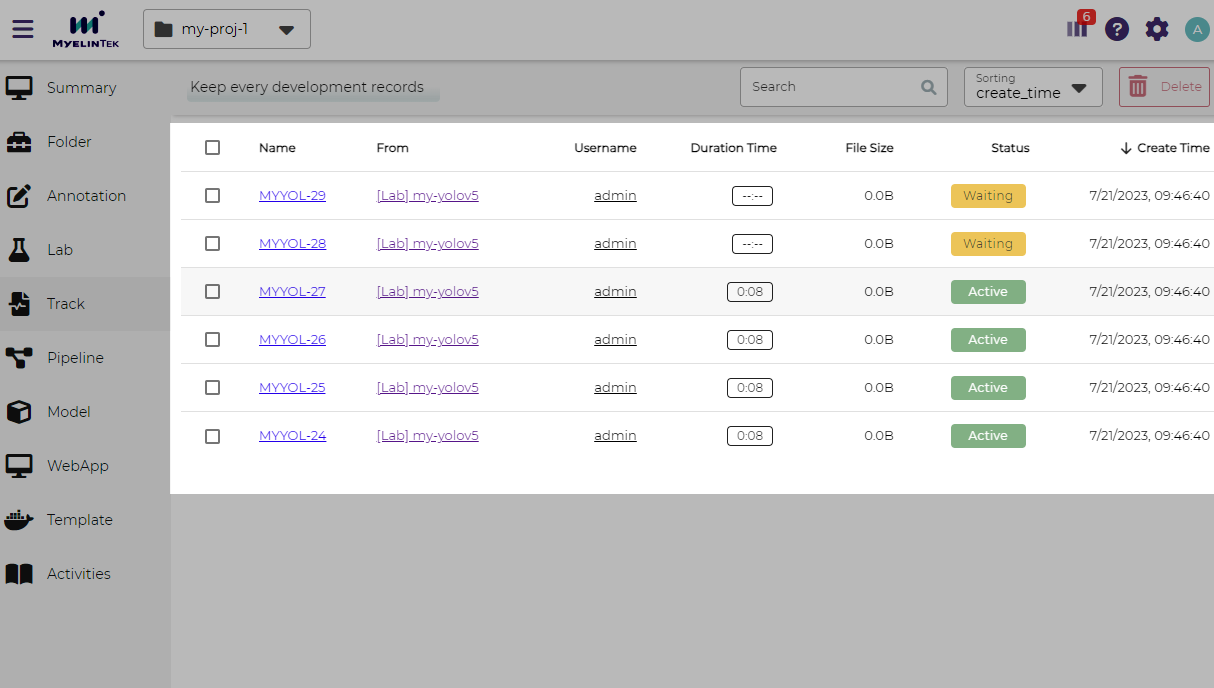 MYELINTEK my-proj-1 6 ? A
Summary
Folder
Annotation
Lab
Track
Pipeline
Model
WebApp
Template
Activities
Keep every development records Search Sorting create_time Delete
Name From Username Duration Time File Size Status Create Time
MYYOL-29 [Lab] my-yolov5 admin --:-- 0.0B Waiting 7/21/2023, 09:46:40
MYYOL-28 [Lab] my-yolov5 admin --:-- 0.0B Waiting 7/21/2023, 09:46:40
MYYOL-27 [Lab] my-yolov5 admin 0:08 0.0B Active 7/21/2023, 09:46:40
MYYOL-26 [Lab] my-yolov5 admin 0:08 0.0B Active 7/21/2023, 09:46:40
MYYOL-25 [Lab] my-yolov5 admin 0:08 0.0B Active 7/21/2023, 09:46:40
MYYOL-24 [Lab] my-yolov5 admin 0:08 0.0B Active 7/21/2023, 09:46:40